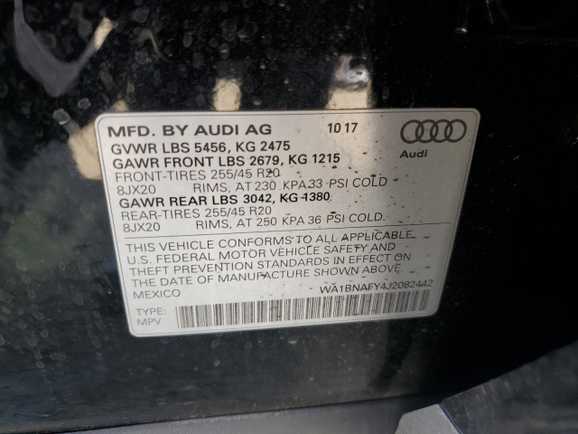 MFD. BY AUDI AG 10 17
GVWR LBS 5456, KG 2475
GAWR FRONT LBS 2679, KG 1215
FRONT-TIRES 255/45 R20
8JX20 RIMS, AT 230 KPA33 PSI COLD
GAWR REAR LBS 3042, KG 1380
REAR-TIRES 255/45 R20
8JX20 RIMS, AT 250 KPA 36 PSI COLD.
Audi
THIS VEHICLE CONFORMS TO ALL APPLICABLE
U.S. FEDERAL MOTOR VEHICLE SAFETY AND
THEFT PREVENTION STANDARDS IN EFFECT ON
THE DATE OF MANUFACTURE SHOWN ABOVE.
MEXICO
WA1BNAFY4J2082442
TYPE:
MPV